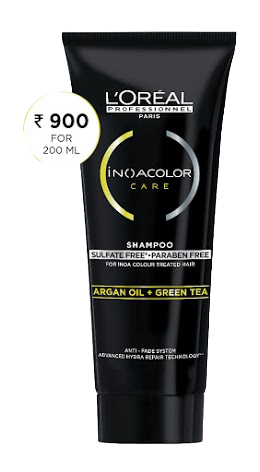 ₹ 900
FOR
200 ML
L'ORÉAL
PROFESSIONNEL
PARIS
iNOACOLOR
CARE
SHAMPOO
SULFATE FREE*•PARABEN FREE
FOR INOA COLOUR TREATED HAIR
ARGAN OIL + GREEN TEA
ANTI - FADE SYSTEM
ADVANCED HYDRA REPAIR TECHNOLOGY**